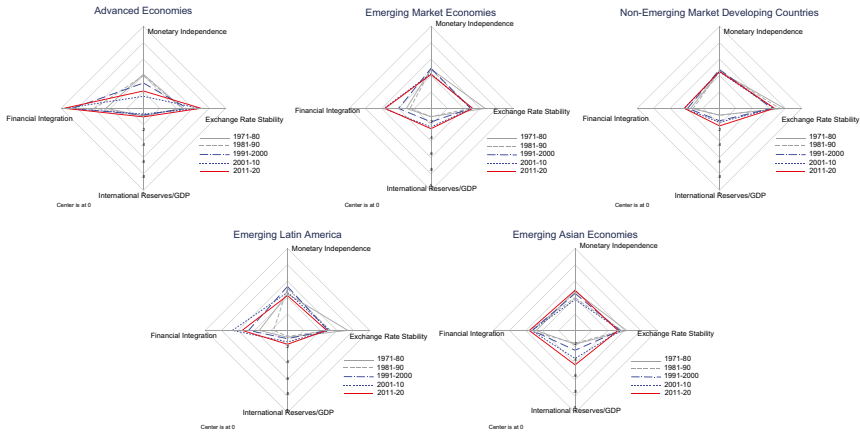 Advanced Economies
Monetary Independence
Financial Integration
Exchange Rate Stability
International Reserves/GDP
1971-80
1981-90
1991-2000
2001-10
2011-20
Center is at 0
Emerging Market Economies
Monetary Independence
Financial Integration
Exchange Rate Stability
International Reserves/GDP
1971-80
1981-90
1991-2000
2001-10
2011-20
Center is at 0
Non-Emerging Market Developing Countries
Monetary Independence
Financial Integration
Exchange Rate Stability
International Reserves/GDP
1971-80
1981-90
1991-2000
2001-10
2011-20
Center is at 0
Emerging Latin America
Monetary Independence
Financial Integration
Exchange Rate Stability
International Reserves/GDP
1971-80
1981-90
1991-2000
2001-10
2011-20
Center is at 0
Emerging Asian Economies
Monetary Independence
Financial Integration
Exchange Rate Stability
International Reserves/GDP
1971-80
1981-90
1991-2000
2001-10
2011-20
Center is at 0